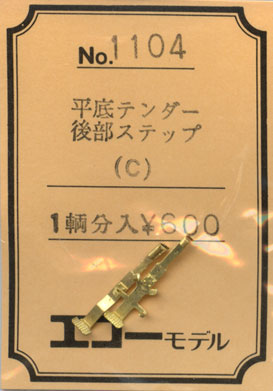 No. 1104
平底テンダー
後部ステップ
(C)
1輌分入¥600
エコーモデル